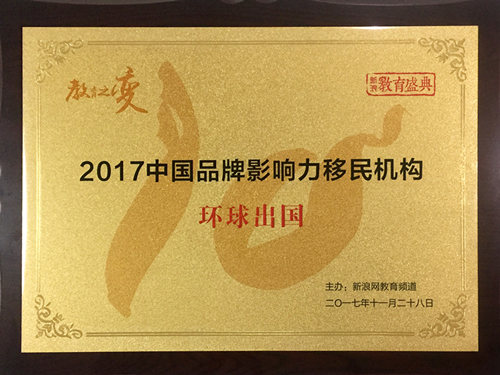 教育之变
新浪教育盛典
2017中国品牌影响力移民机构
环球出国
主办：新浪网教育频道
二〇一七年十一月二十八日